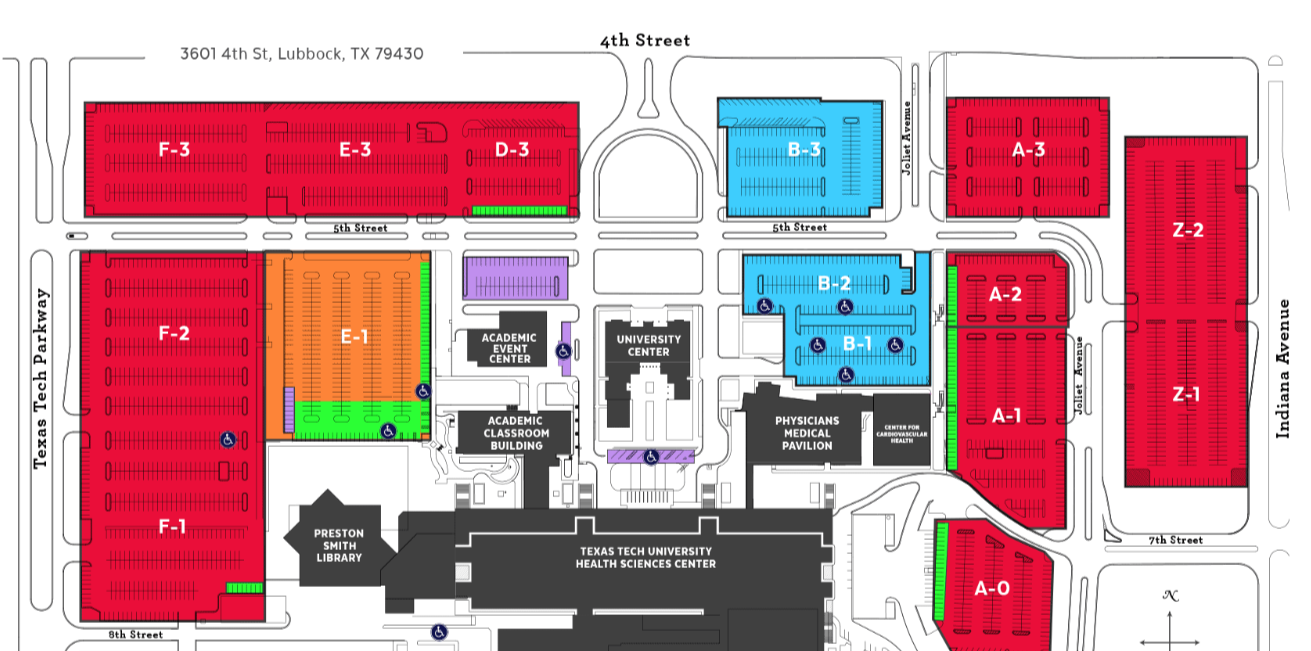 4th Street
3601 4th St, Lubbock, TX 79430
Joliet Avenue
F-3
E-3
D-3
B-3
A-3
Z-2
5th Street
5th Street
Texas Tech Parkway
F-2
E-1
ACADEMIC
EVENT
CENTER
UNIVERSITY
CENTER
B-2
B-1
A-2
A-1
Joliet Avenue
Z-1
Indiana Avenue
ACADEMIC
CLASSROOM
BUILDING
PHYSICIANS
MEDICAL
PAVILION
CENTER FOR
CARDIOVASCULAR
HEALTH
F-1
PRESTON
SMITH
LIBRARY
TEXAS TECH UNIVERSITY
HEALTH SCIENCES CENTER
7th Street
A-0
N
8th Street